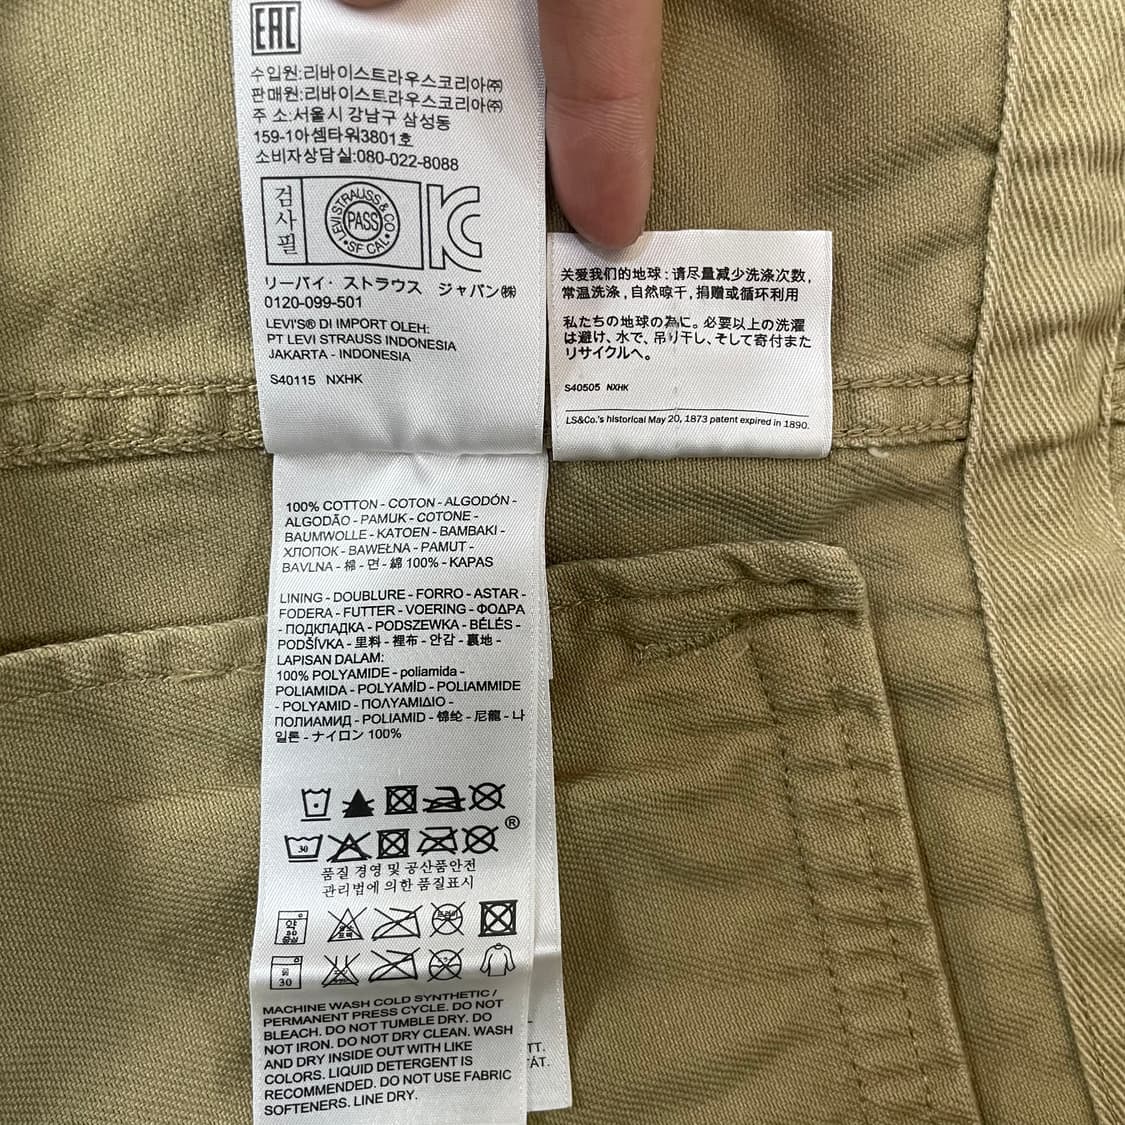 EAC
수입원:리바이스트라우스코리아㈜
판매원:리바이스트라우스코리아㈜
주 소:서울시 강남구 삼성동
159-1아셈타워3801호
소비자상담실:080-022-8088
검사필
LEVI STRAUSS & CO
PASS
SF CAL
リーバイ・ストラウス ジャパン㈱
0120-099-501
LEVI'S® DI IMPORT OLEH:
PT LEVI STRAUSS INDONESIA
JAKARTA - INDONESIA
S40115 NXHK
关爱我们的地球:请尽量减少洗涤次数,
常温洗涤,自然晾干,捐赠或循环利用
私たちの地球の為に。必要以上の洗濯
は避け、水で、吊り干し、そして寄付また
リサイクルへ。
S40505 NXHK
LS&Co.'s historical May 20, 1873 patent expired in 1890.
100% COTTON - COTON - ALGODÓN -
ALGODÃO - PAMUK - COTONE -
BAUMWOLLE - KATOEN - BAMBAKI -
ХЛОПОК - BAWEŁNA - PAMUT -
BAVLNA - 棉 - 면 - 綿 100% - KAPAS
LINING - DOUBLURE - FORRO - ASTAR -
FODERA - FUTTER - VOERING - ΦΟΔΡΑ
- ПОДКЛАДКА - PODSZEWKA - BÉLÉS -
PODŠÍVKA - 里料 - 裡布 - 안감 - 裏地 -
LAPISAN DALAM:
100% POLYAMIDE - poliamida -
POLIAMIDA - POLYAMİD - POLIAMMIDE
- POLYAMID - ΠΟΛΥΑΜΙΔΙΟ -
ПОЛИАМИД - POLIAMID - 锦纶 - 尼龍 - 나
일론 - ナイロン 100%
30
®
품질 경영 및 공산품안전
관리법에 의한 품질표시
약
30
중성
30
MACHINE WASH COLD SYNTHETIC /
PERMANENT PRESS CYCLE. DO NOT
BLEACH. DO NOT TUMBLE DRY. DO
NOT IRON. DO NOT DRY CLEAN. WASH
AND DRY INSIDE OUT WITH LIKE
COLORS. LIQUID DETERGENT IS
RECOMMENDED. DO NOT USE FABRIC
SOFTENERS. LINE DRY.
TT.
TÁT.